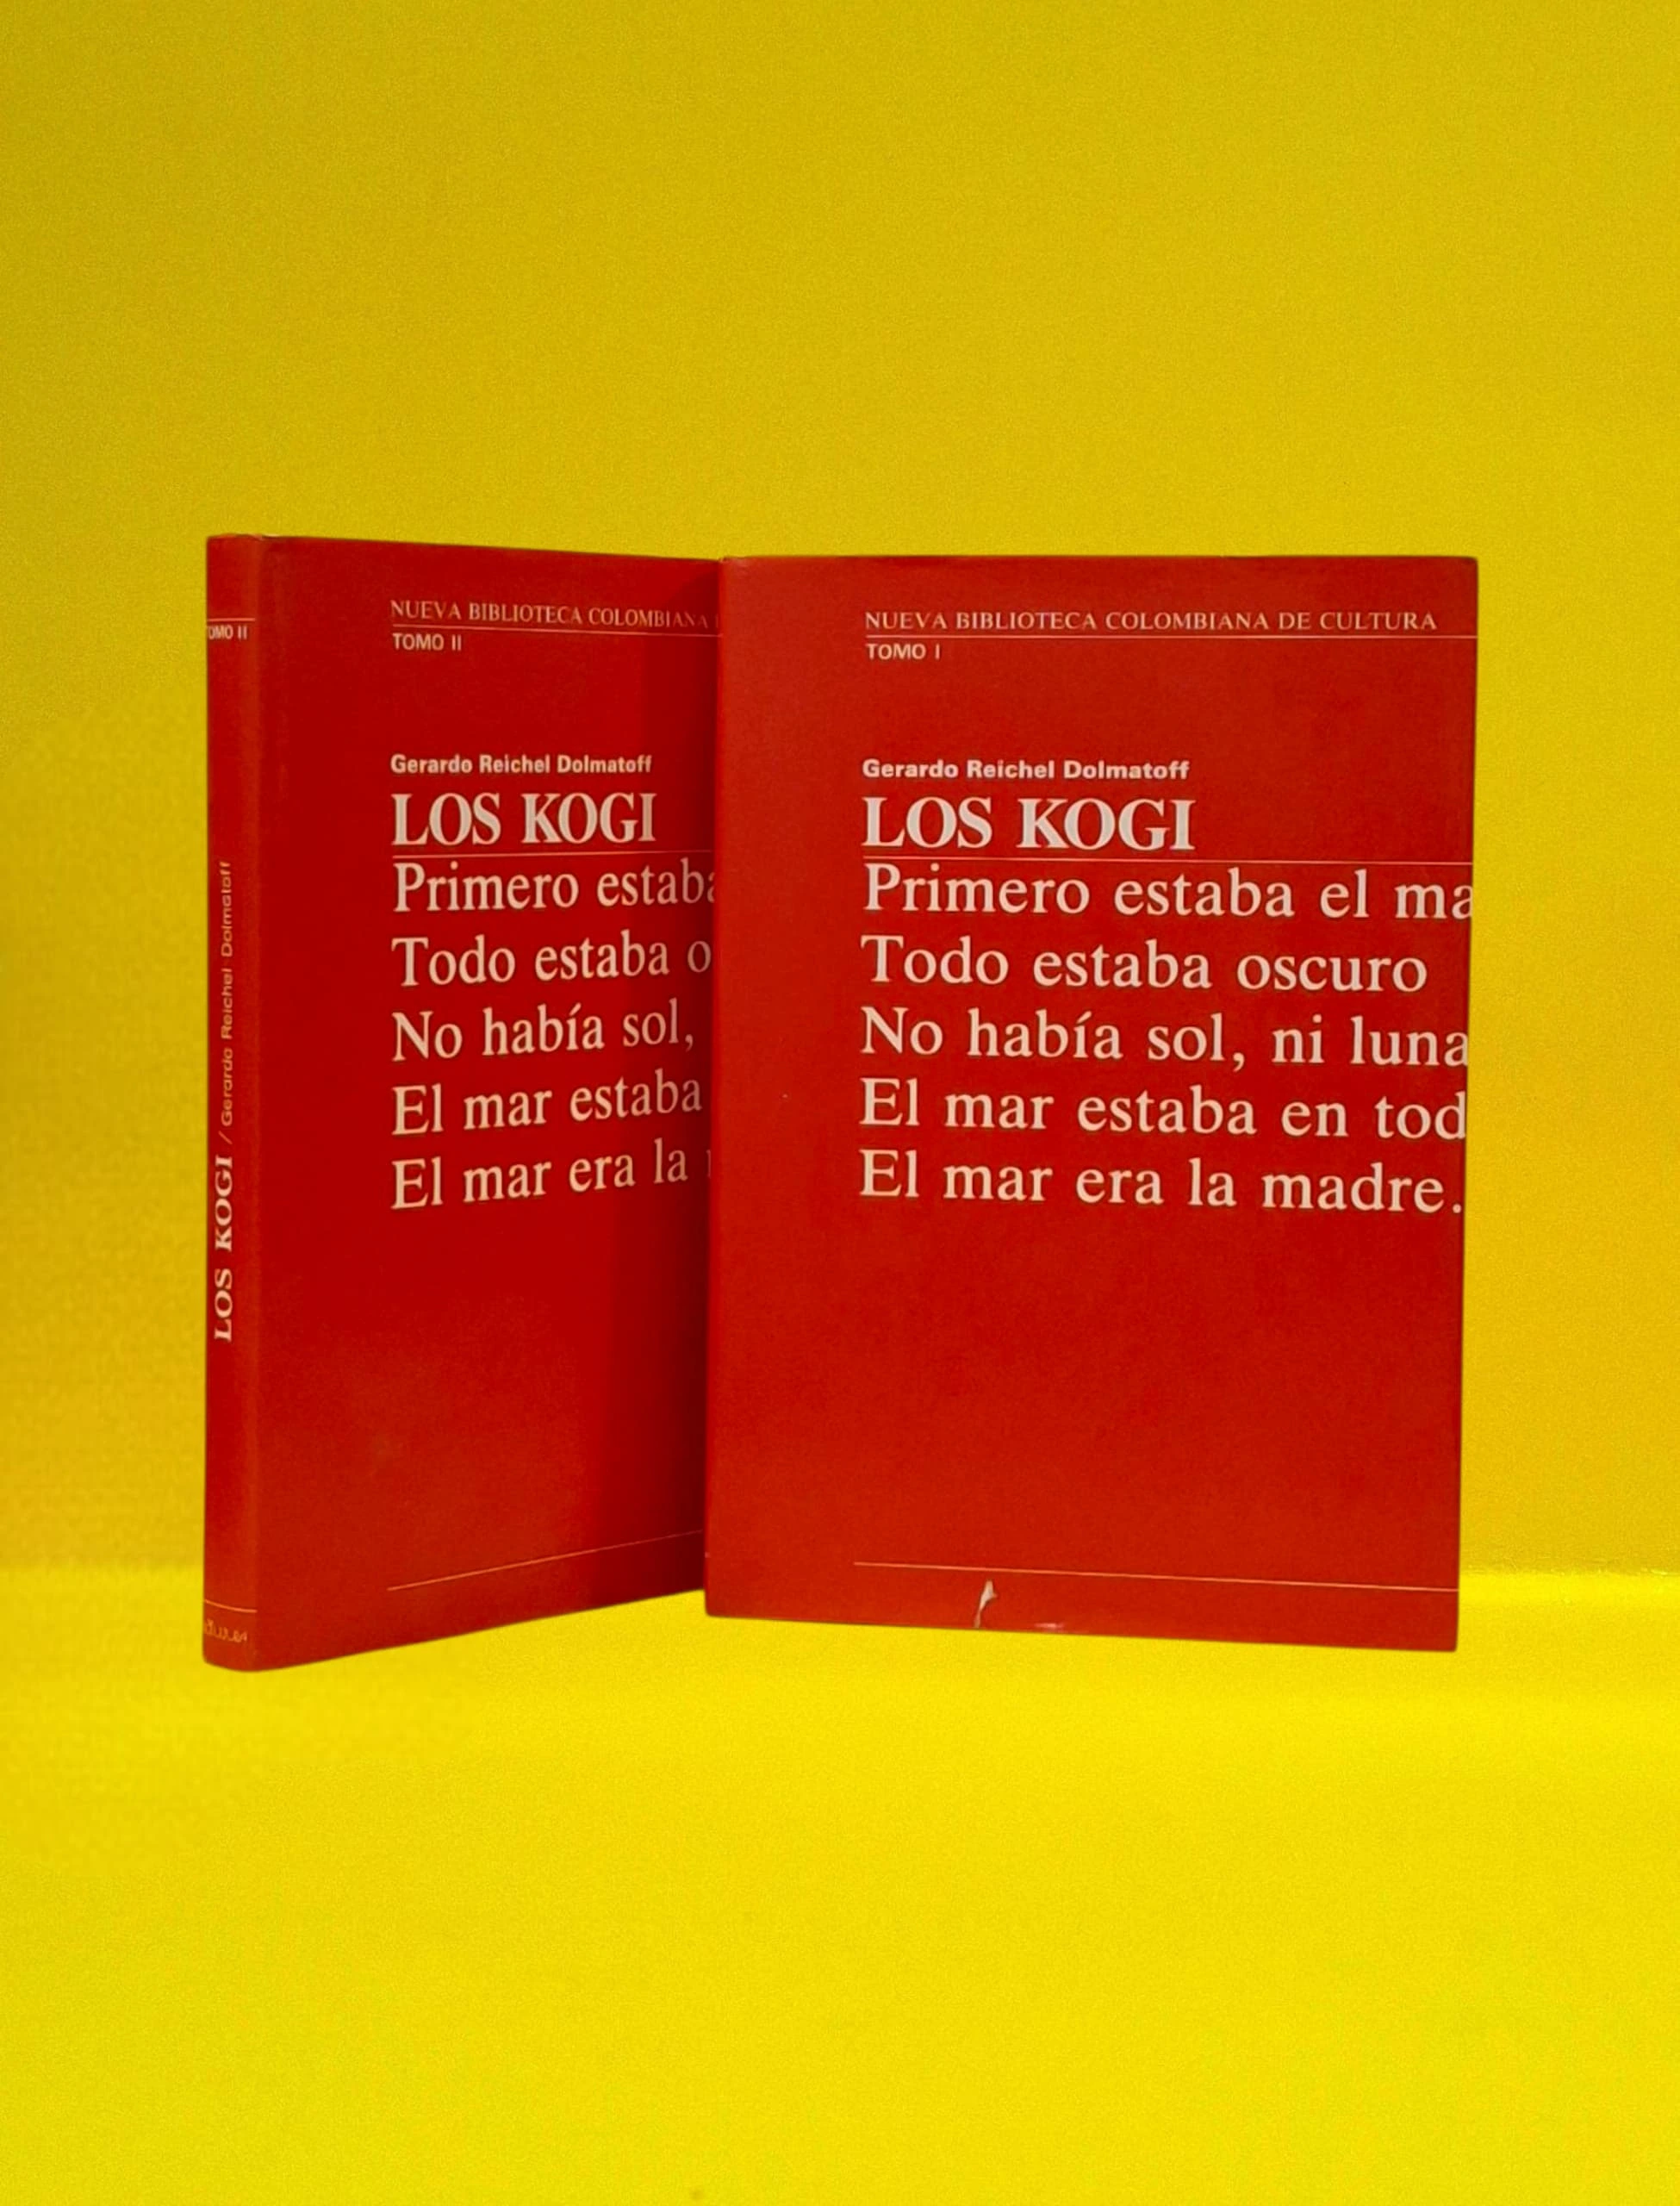 TOMO II
LOS KOGI / Gerardo Reichel Dolmatoff
NUEVA BIBLIOTECA COLOMBIANA
TOMO II
Gerardo Reichel Dolmatoff
LOS KOGI
Primero estaba
Todo estaba o
No había sol,
El mar estaba
El mar era la
NUEVA BIBLIOTECA COLOMBIANA DE CULTURA
TOMO I
Gerardo Reichel Dolmatoff
LOS KOGI
Primero estaba el ma
Todo estaba oscuro
No había sol, ni luna
El mar estaba en tod
El mar era la madre.